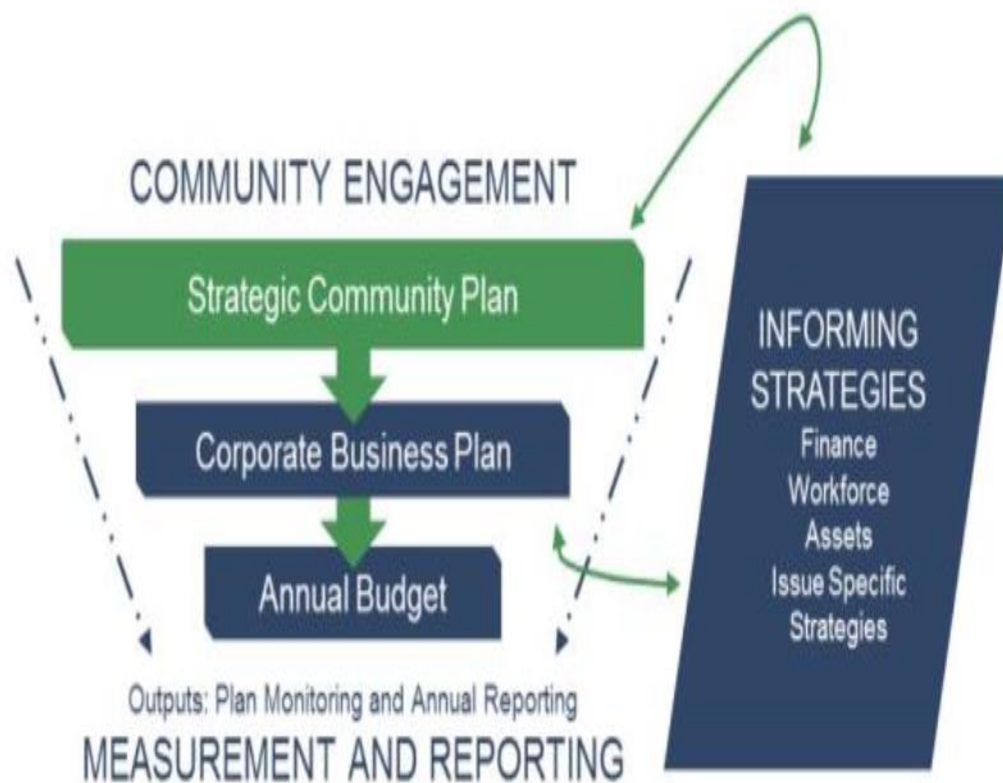 COMMUNITY ENGAGEMENT
Strategic Community Plan
Corporate Business Plan
Annual Budget
Outputs: Plan Monitoring and Annual Reporting
MEASUREMENT AND REPORTING
INFORMING
STRATEGIES
Finance
Workforce
Assets
Issue Specific
Strategies